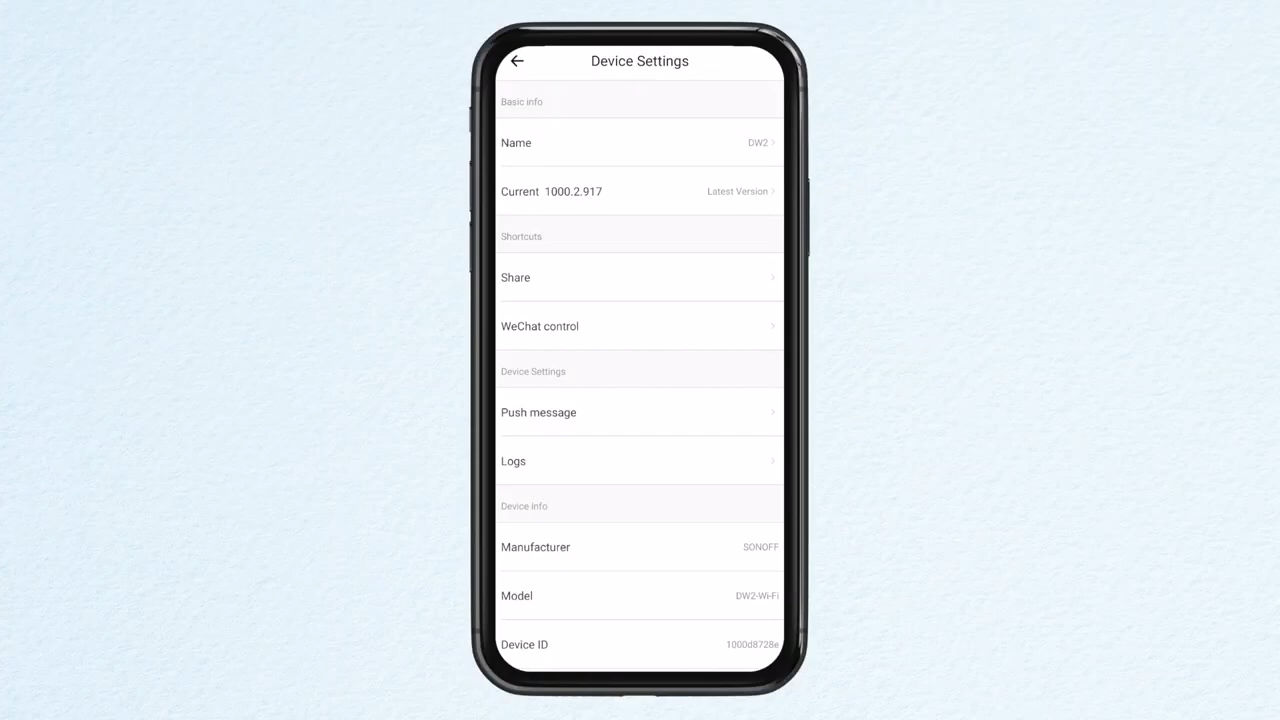 Device Settings
Basic info
Name DW2
Current 1000.2.917 Latest Version
Shortcuts
Share
WeChat control
Device Settings
Push message
Logs
Device info
Manufacturer SONOFF
Model DW2-Wi-Fi
Device ID 1000d8728e